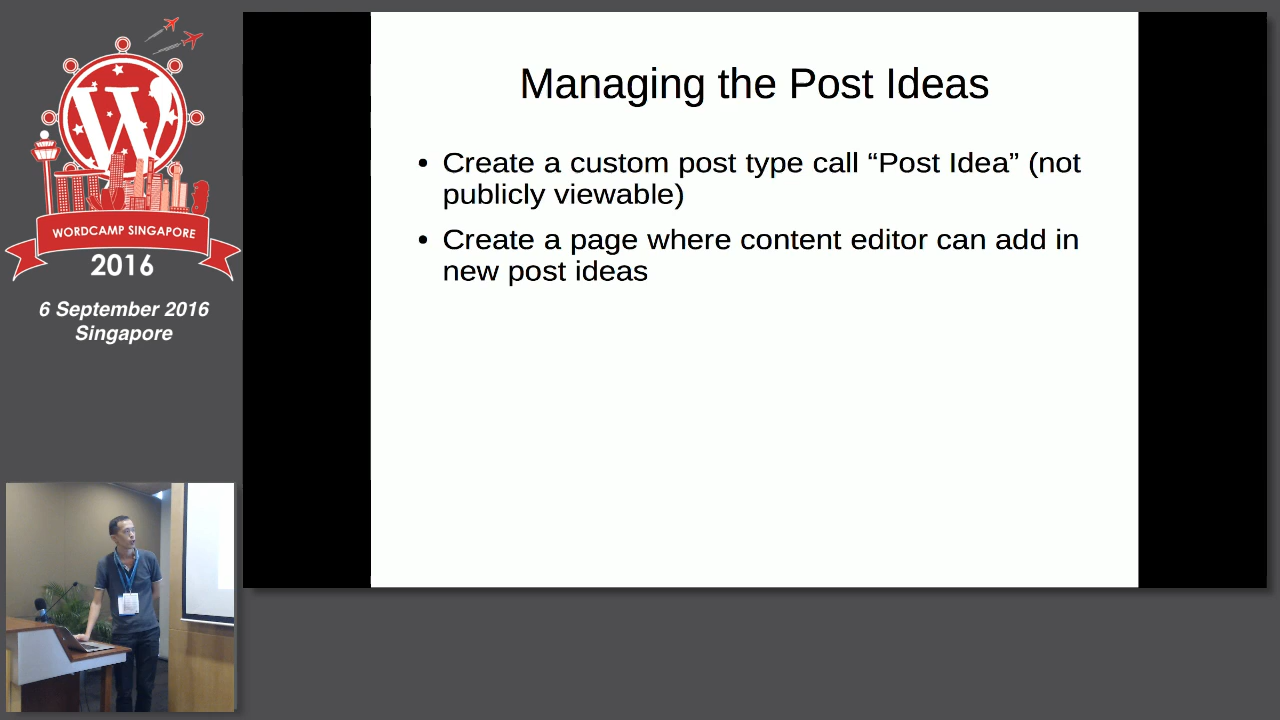 WORDCAMP SINGAPORE
2016
6 September 2016
Singapore
Managing the Post Ideas
• Create a custom post type call “Post Idea” (not
publicly viewable)
• Create a page where content editor can add in
new post ideas